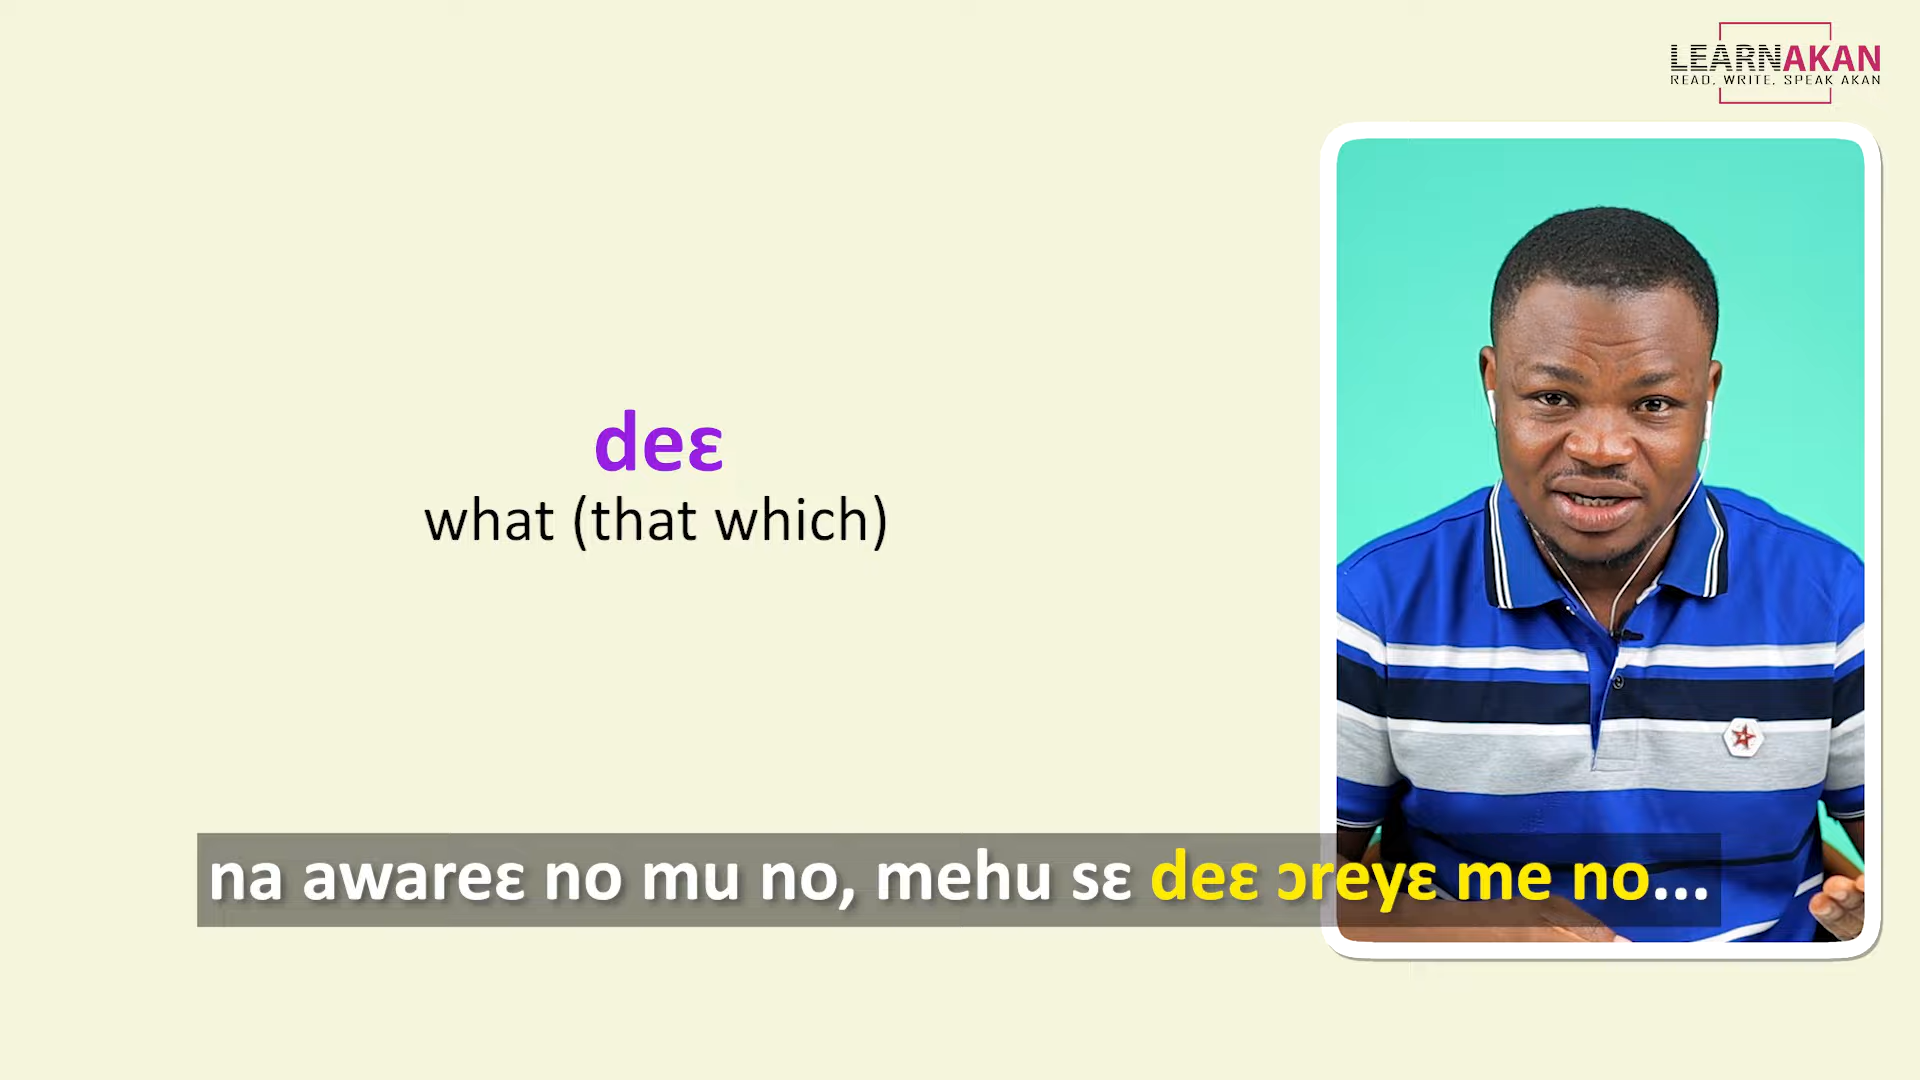 LEARNAKAN
READ, WRITE, SPEAK AKAN
deɛ
what (that which)
na awareɛ no mu no, mehu sɛ deɛ ɔreyɛ me no...